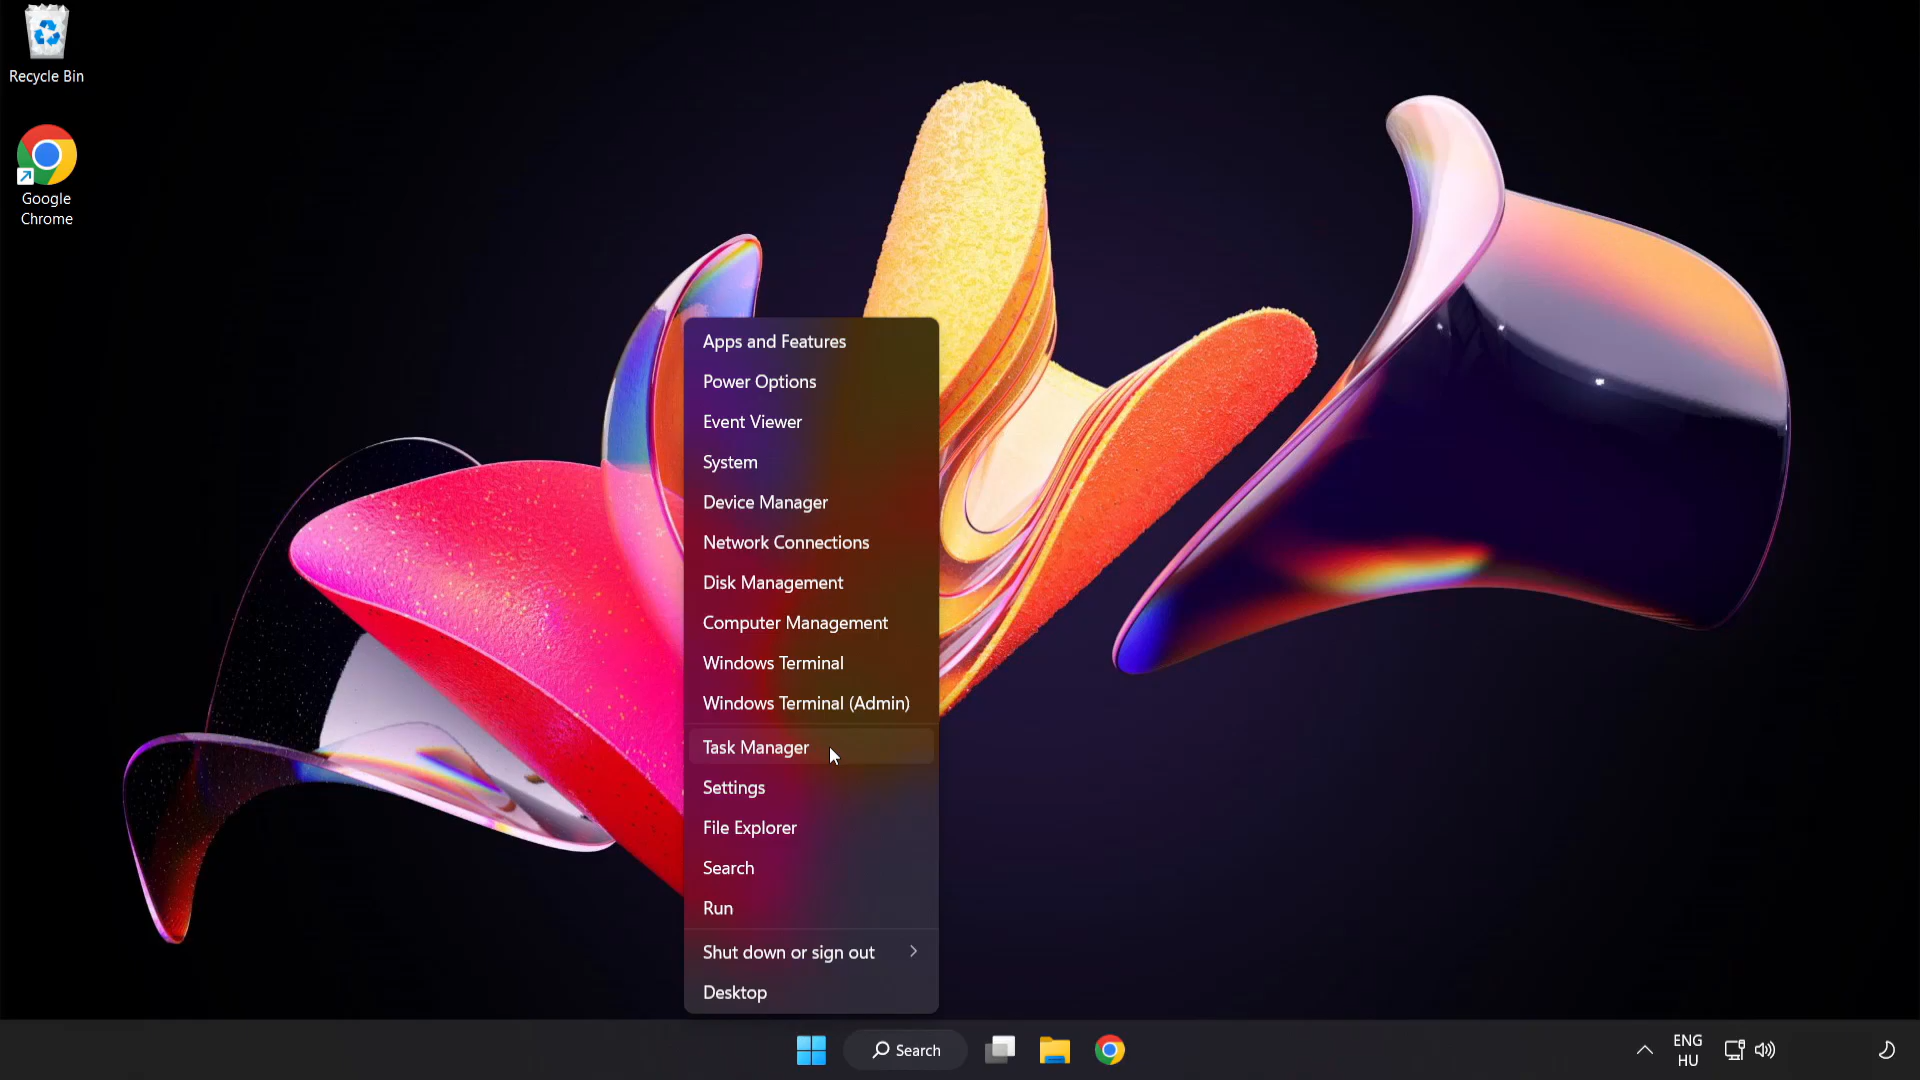 Recycle Bin
Google
Chrome
Apps and Features
Power Options
Event Viewer
System
Device Manager
Network Connections
Disk Management
Computer Management
Windows Terminal
Windows Terminal (Admin)
Task Manager
Settings
File Explorer
Search
Run
Shut down or sign out
Desktop
Search
ENG
HU